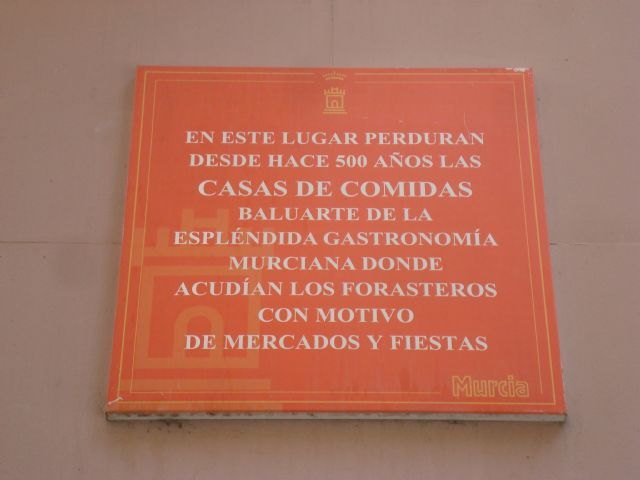 EN ESTE LUGAR PERDURAN
DESDE HACE 500 AÑOS LAS
CASAS DE COMIDAS
BALUARTE DE LA
ESPLÉNDIDA GASTRONOMÍA
MURCIANA DONDE
ACUDÍAN LOS FORASTEROS
CON MOTIVO
DE MERCADOS Y FIESTAS
Murcia